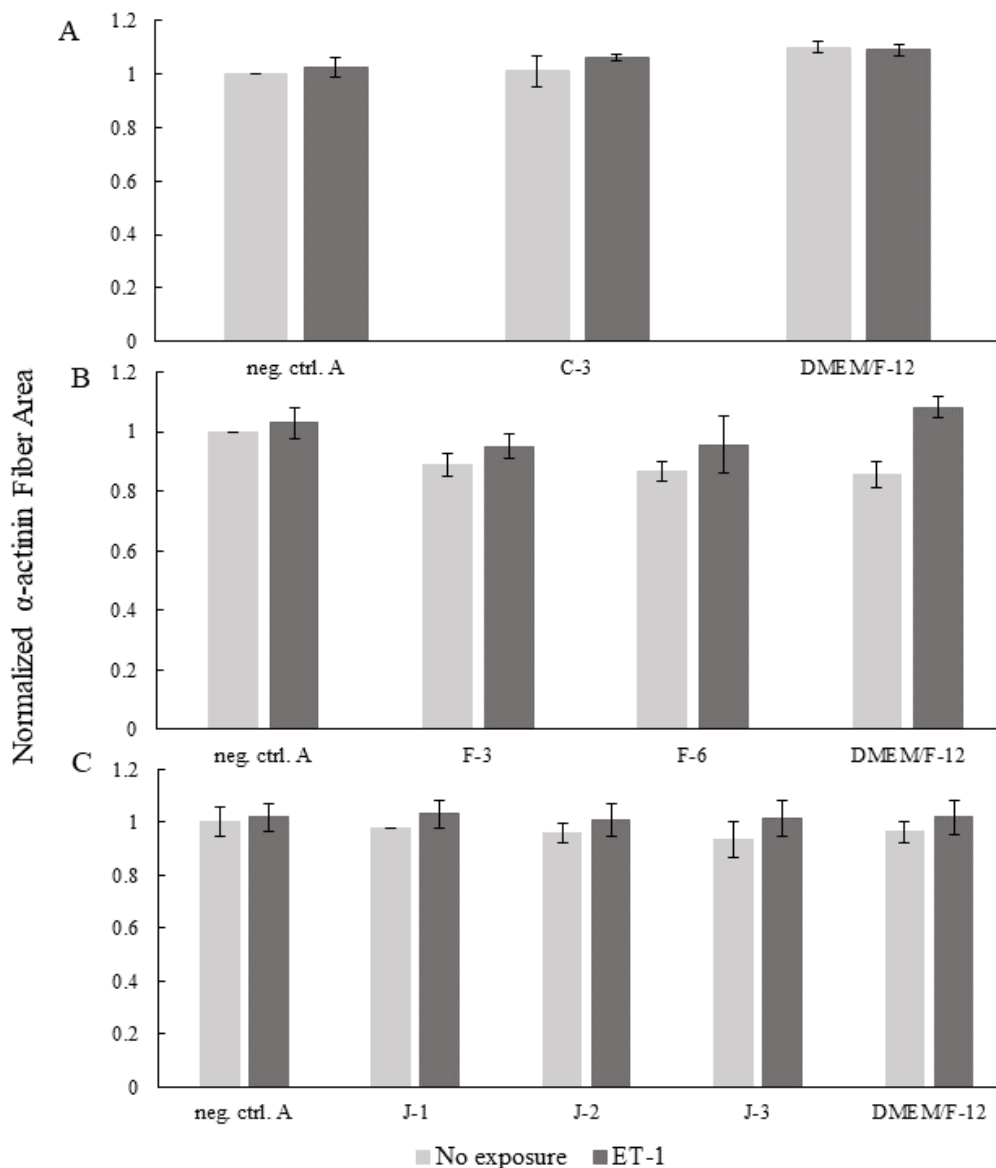 A
1.2
1
0.8
0.6
0.4
0.2
0
neg. ctrl. A C-3 DMEM/F-12
Normalized α-actinin Fiber Area
B
1.2
1
0.8
0.6
0.4
0.2
0
neg. ctrl. A F-3 F-6 DMEM/F-12
C
1.2
1
0.8
0.6
0.4
0.2
0
neg. ctrl. A J-1 J-2 J-3 DMEM/F-12
No exposure ET-1